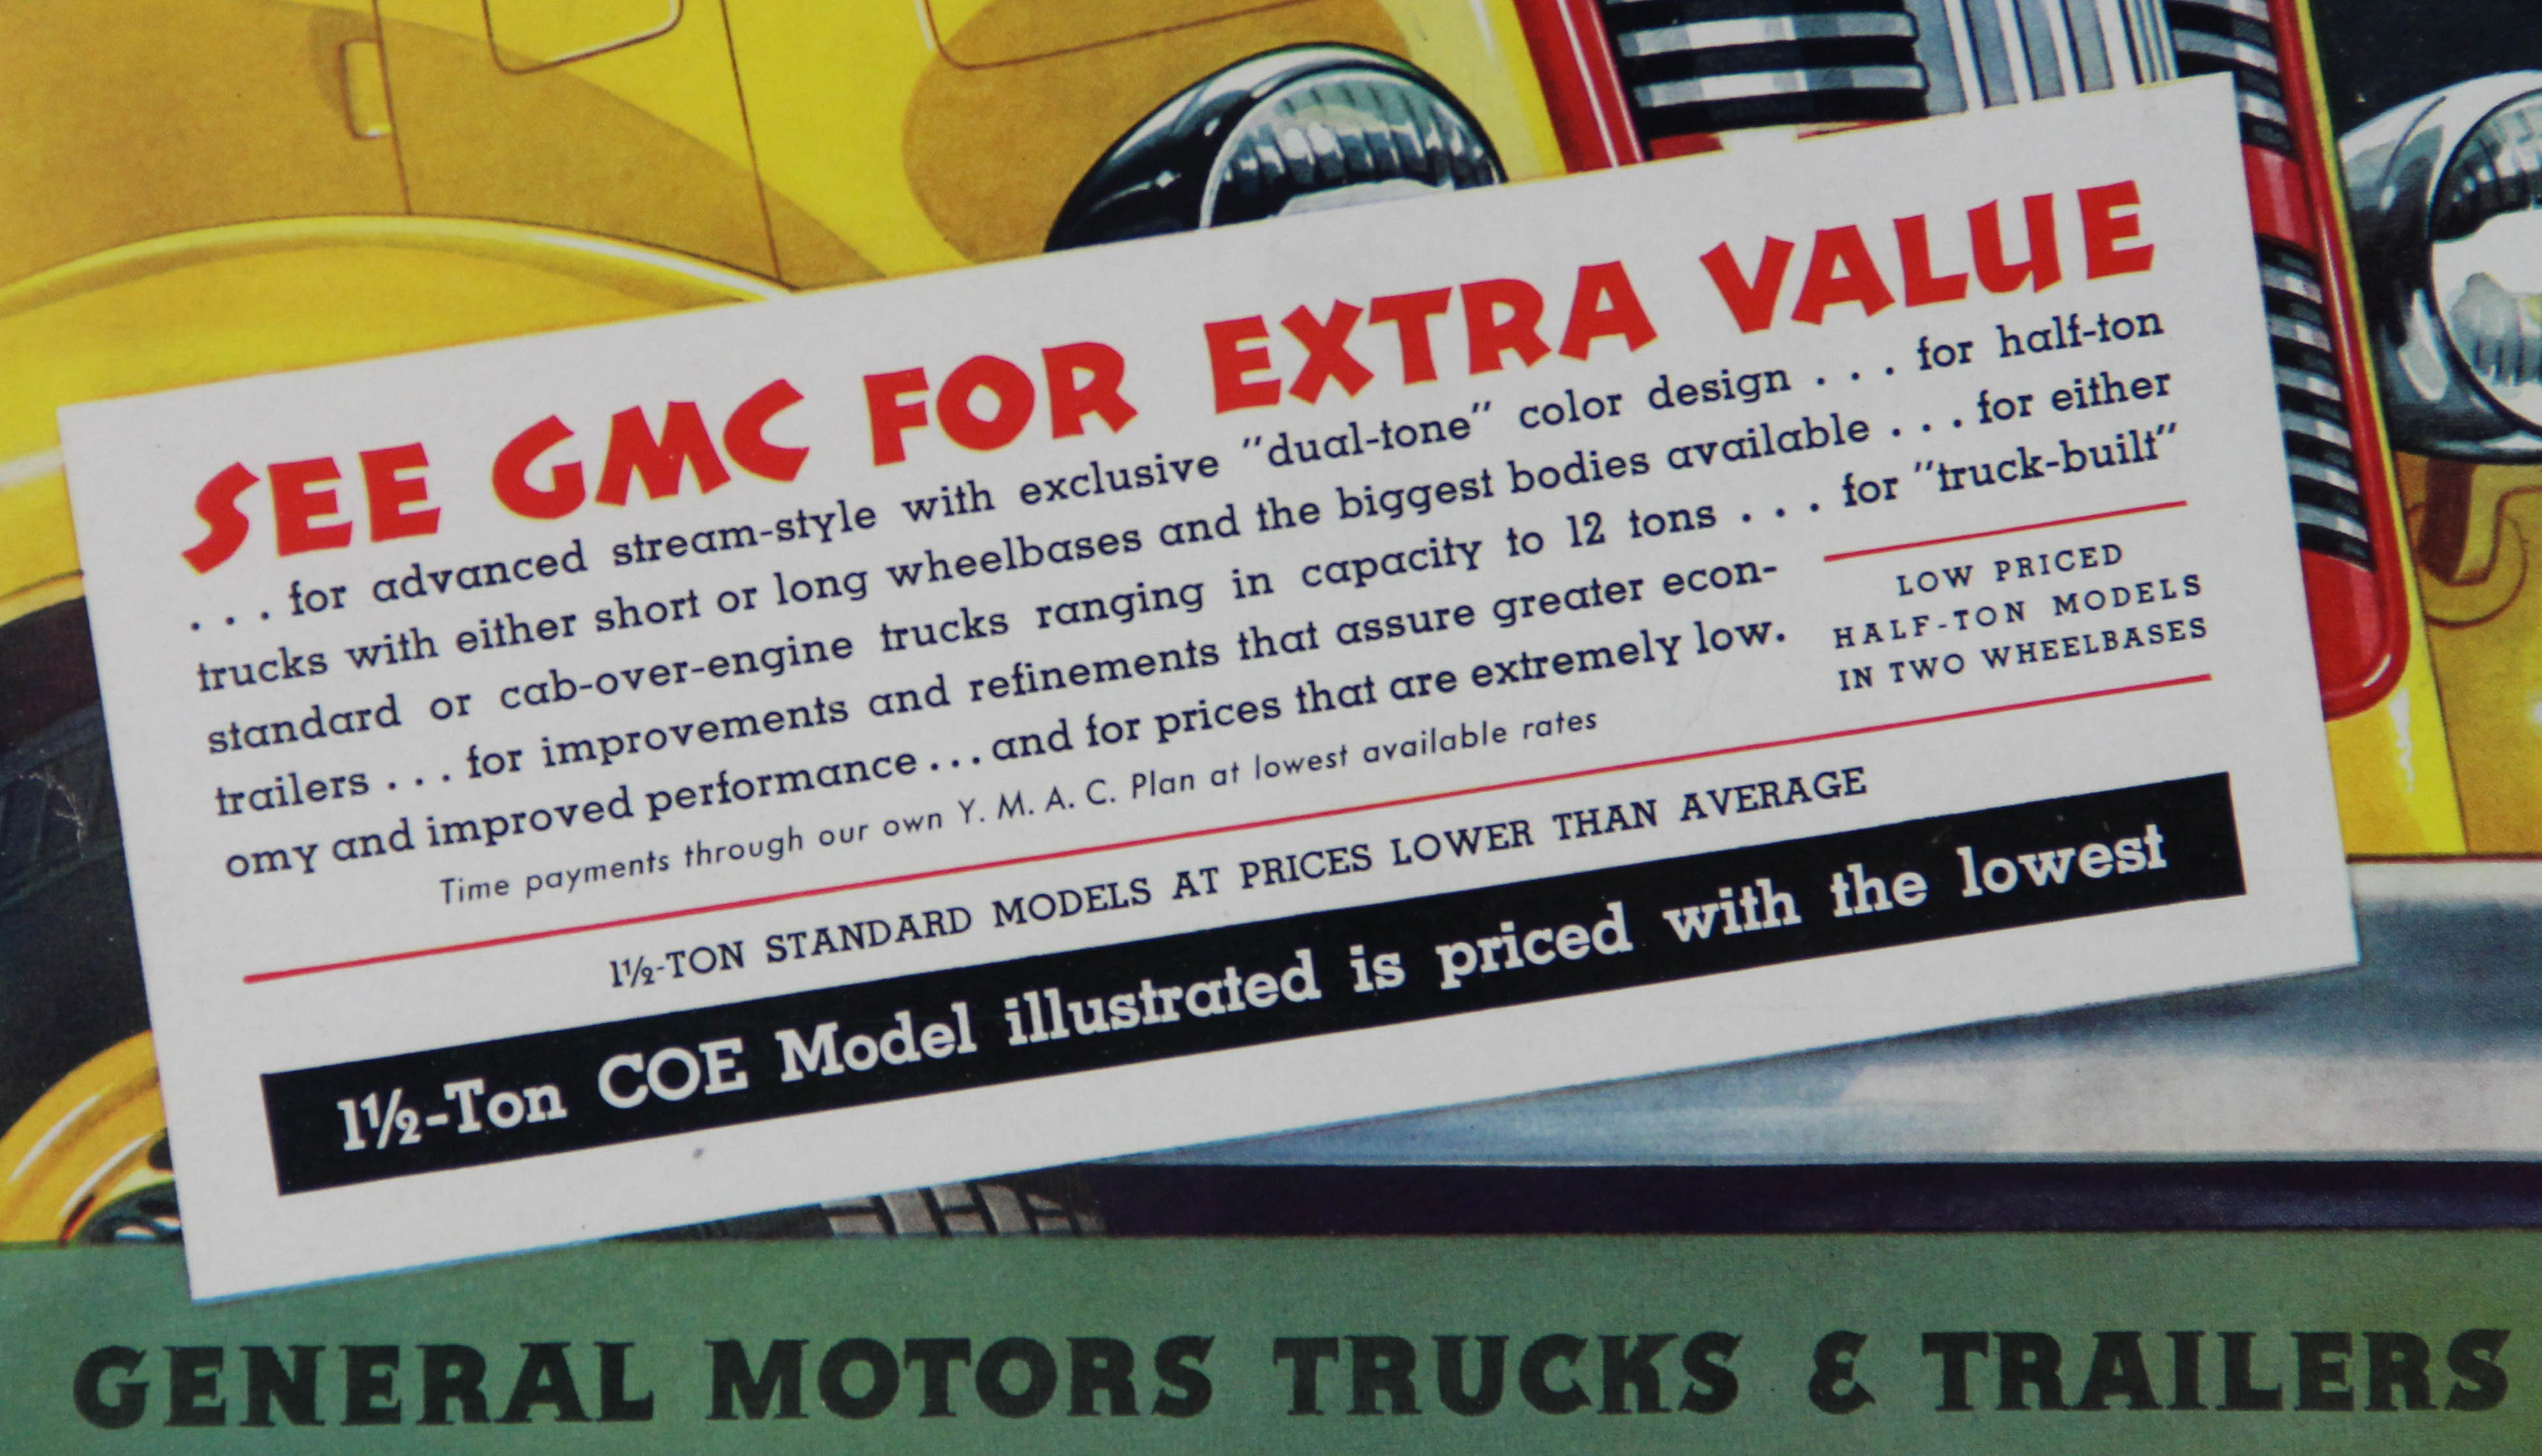 SEE GMC FOR EXTRA VALUE
. . . for advanced stream-style with exclusive "dual-tone" color design . . . for half-ton
trucks with either short or long wheelbases and the biggest bodies available . . . for either
standard or cab-over-engine trucks ranging in capacity to 12 tons . . . for "truck-built"
trailers . . . for improvements and refinements that assure greater econ-
omy and improved performance . . . and for prices that are extremely low.
Time payments through our own Y. M. A. C. Plan at lowest available rates
LOW PRICED
HALF-TON MODELS
IN TWO WHEELBASES
1½-TON STANDARD MODELS AT PRICES LOWER THAN AVERAGE
1½-Ton COE Model illustrated is priced with the lowest
GENERAL MOTORS TRUCKS & TRAILERS